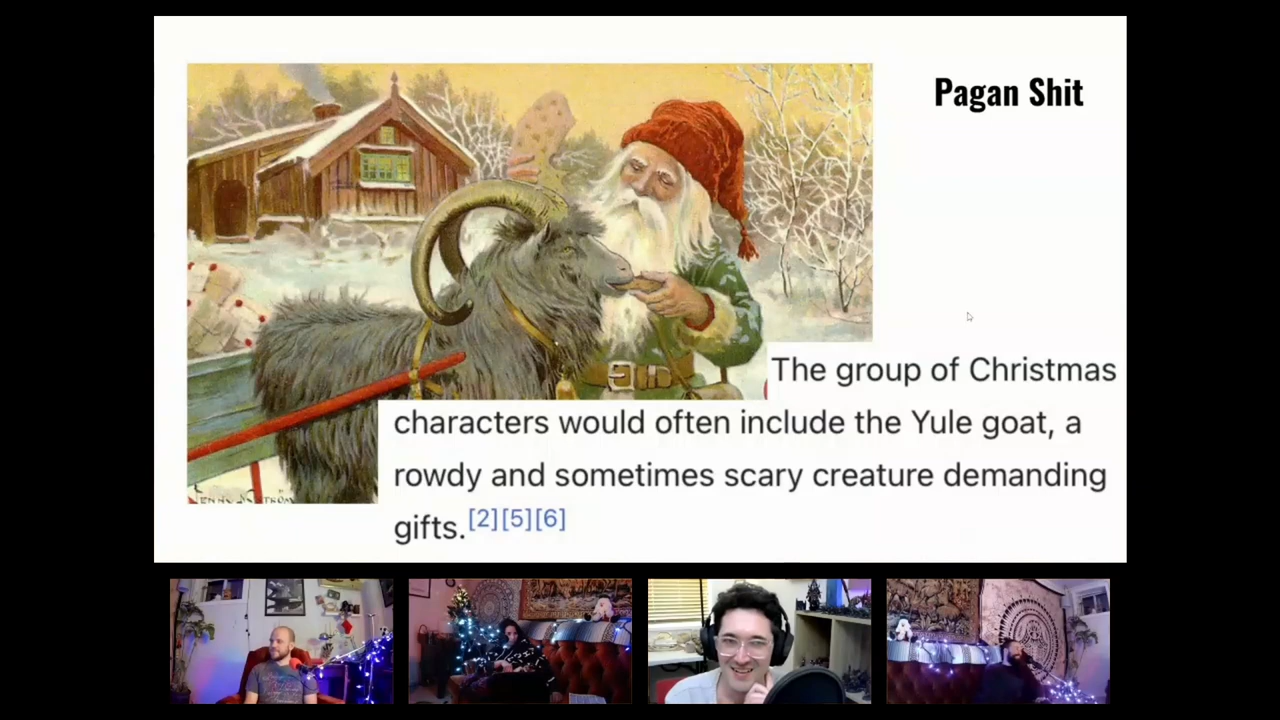 Pagan Shit
The group of Christmas
characters would often include the Yule goat, a
rowdy and sometimes scary creature demanding
gifts.[2][5][6]